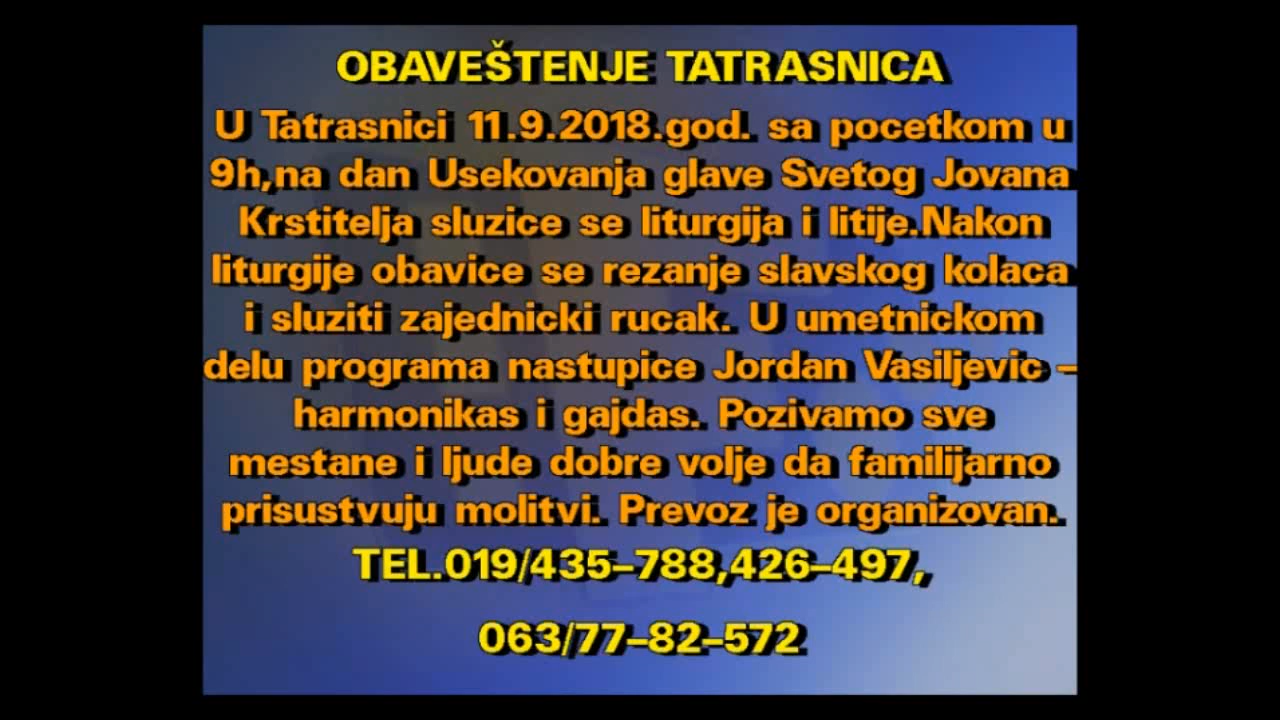 OBAVEŠTENJE TATRASNICA
U Tatrasnici 11.9.2018.god. sa pocetkom u
9h,na dan Usekovanja glave Svetog Jovana
Krstitelja sluzice se liturgija i litije.Nakon
liturgije obavice se rezanje slavskog kolaca
i sluziti zajednicki rucak. U umetnickom
delu programa nastupice Jordan Vasiljevic –
harmonikas i gajdas. Pozivamo sve
mestane i ljude dobre volje da familijarno
prisustvuju molitvi. Prevoz je organizovan.
TEL.019/435–788,426–497,
063/77–82–572